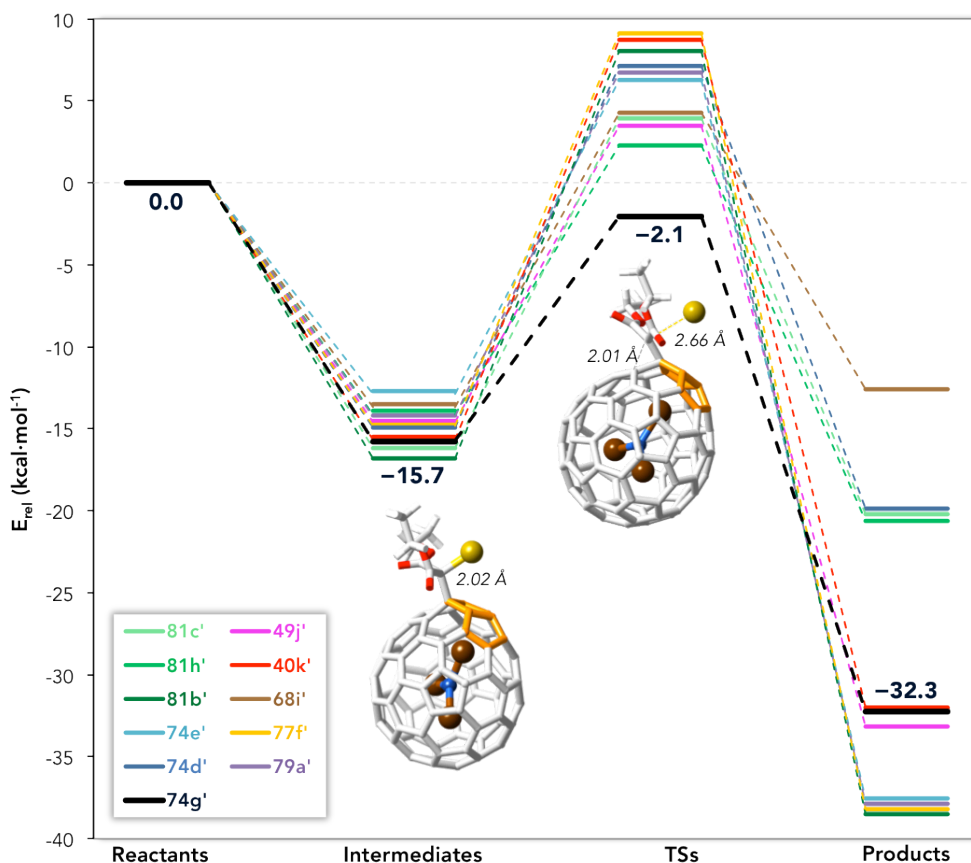 10
5
0
-5
-10
-15
-20
-25
-30
-35
-40
E_rel (kcal·mol⁻¹)
0.0
−2.1
2.01 Å
2.66 Å
−15.7
2.02 Å
−32.3
81c' 49j'
81h' 40k'
81b' 68i'
74e' 77f'
74d' 79a'
74g'
Reactants Intermediates TSs Products